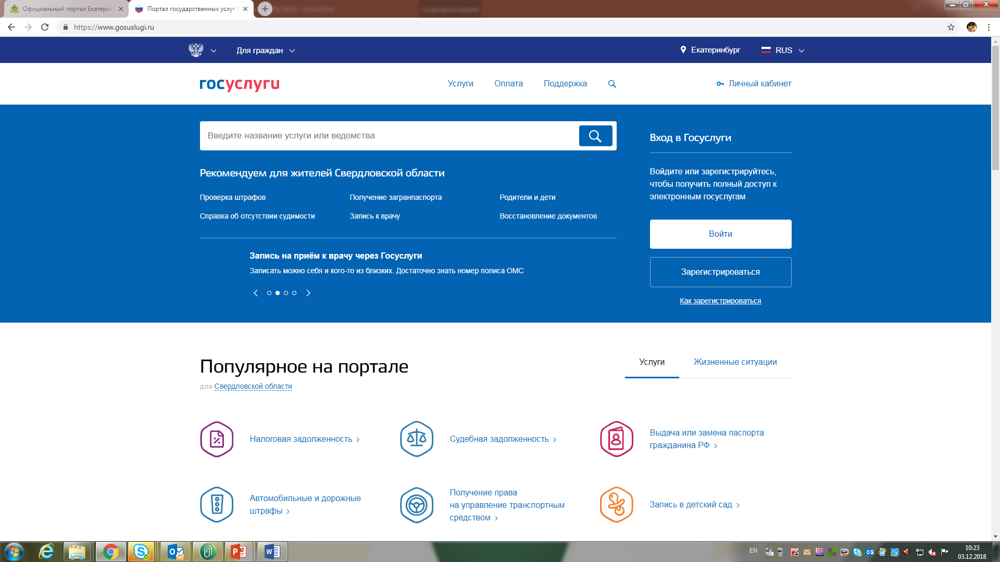 Официальный портал Екатерин
Портал государственных услуг
https://www.gosuslugi.ru
Для граждан
Екатеринбург
RUS
госуслуги
Услуги
Оплата
Поддержка
Личный кабинет
Введите название услуги или ведомства
Рекомендуем для жителей Свердловской области
Проверка штрафов
Получение загранпаспорта
Родители и дети
Справка об отсутствии судимости
Запись к врачу
Восстановление документов
Запись на приём к врачу через Госуслуги
Записать можно себя и кого-то из близких. Достаточно знать номер полиса ОМС
Вход в Госуслуги
Войдите или зарегистрируйтесь,
чтобы получить полный доступ к
электронным госуслугам
Войти
Зарегистрироваться
Как зарегистрироваться
Популярное на портале
для Свердловской области
Услуги
Жизненные ситуации
Налоговая задолженность
Судебная задолженность
Выдача или замена паспорта
гражданина РФ
Автомобильные и дорожные
штрафы
Получение права
на управление транспортным
средством
Запись в детский сад
EN
10:23
03.12.2018